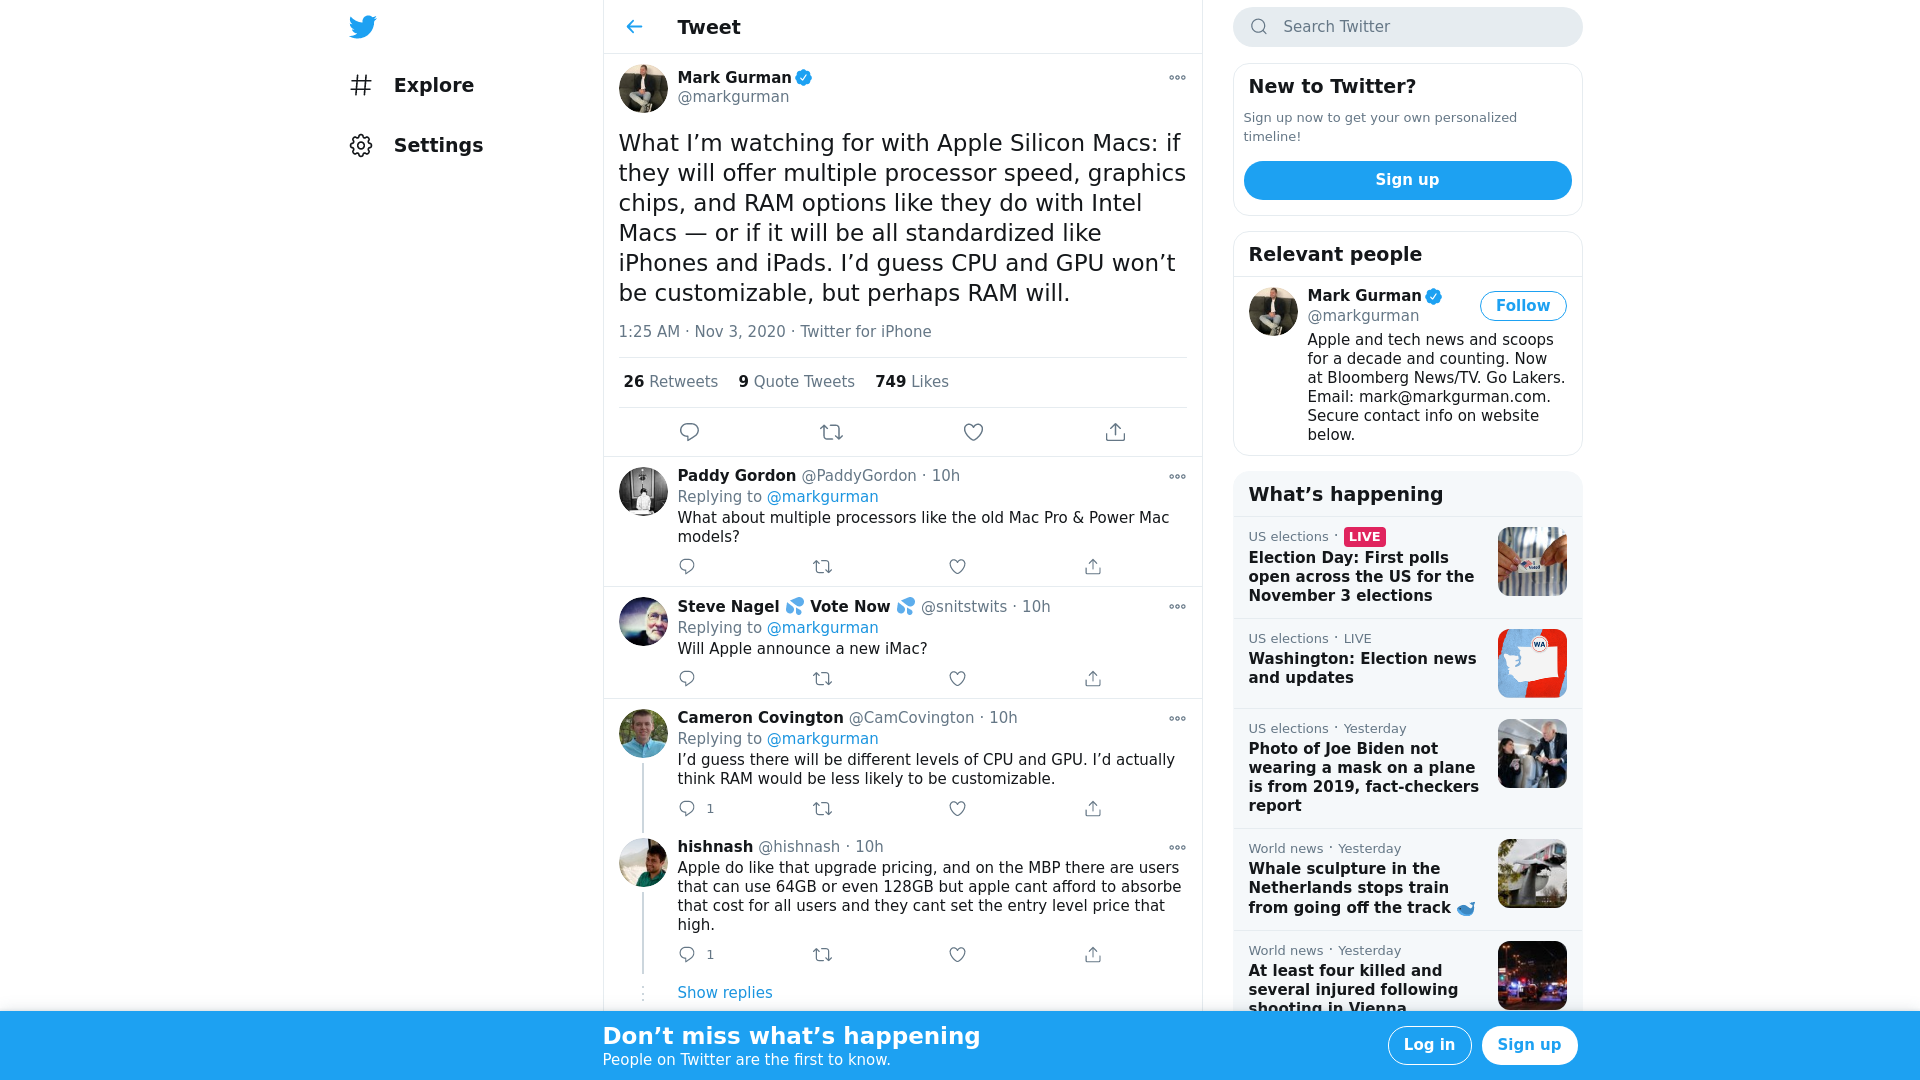 Explore
Settings
Tweet
Mark Gurman
@markgurman
What I’m watching for with Apple Silicon Macs: if
they will offer multiple processor speed, graphics
chips, and RAM options like they do with Intel
Macs — or if it will be all standardized like
iPhones and iPads. I’d guess CPU and GPU won’t
be customizable, but perhaps RAM will.
1:25 AM · Nov 3, 2020 · Twitter for iPhone
26 Retweets 9 Quote Tweets 749 Likes
Paddy Gordon @PaddyGordon · 10h
Replying to @markgurman
What about multiple processors like the old Mac Pro & Power Mac
models?
Steve Nagel 💦 Vote Now 💦 @snitstwits · 10h
Replying to @markgurman
Will Apple announce a new iMac?
Cameron Covington @CamCovington · 10h
Replying to @markgurman
I’d guess there will be different levels of CPU and GPU. I’d actually
think RAM would be less likely to be customizable.
1
hishnash @hishnash · 10h
Apple do like that upgrade pricing, and on the MBP there are users
that can use 64GB or even 128GB but apple cant afford to absorbe
that cost for all users and they cant set the entry level price that
high.
1
Show replies
Search Twitter
New to Twitter?
Sign up now to get your own personalized
timeline!
Sign up
Relevant people
Mark Gurman
@markgurman
Follow
Apple and tech news and scoops
for a decade and counting. Now
at Bloomberg News/TV. Go Lakers.
Email: mark@markgurman.com.
Secure contact info on website
below.
What’s happening
US elections · LIVE
Election Day: First polls
open across the US for the
November 3 elections
US elections · LIVE
Washington: Election news
and updates
WA
US elections · Yesterday
Photo of Joe Biden not
wearing a mask on a plane
is from 2019, fact-checkers
report
World news · Yesterday
Whale sculpture in the
Netherlands stops train
from going off the track 🐳
World news · Yesterday
At least four killed and
several injured following
shooting in Vienna
Don’t miss what’s happening
People on Twitter are the first to know.
Log in
Sign up